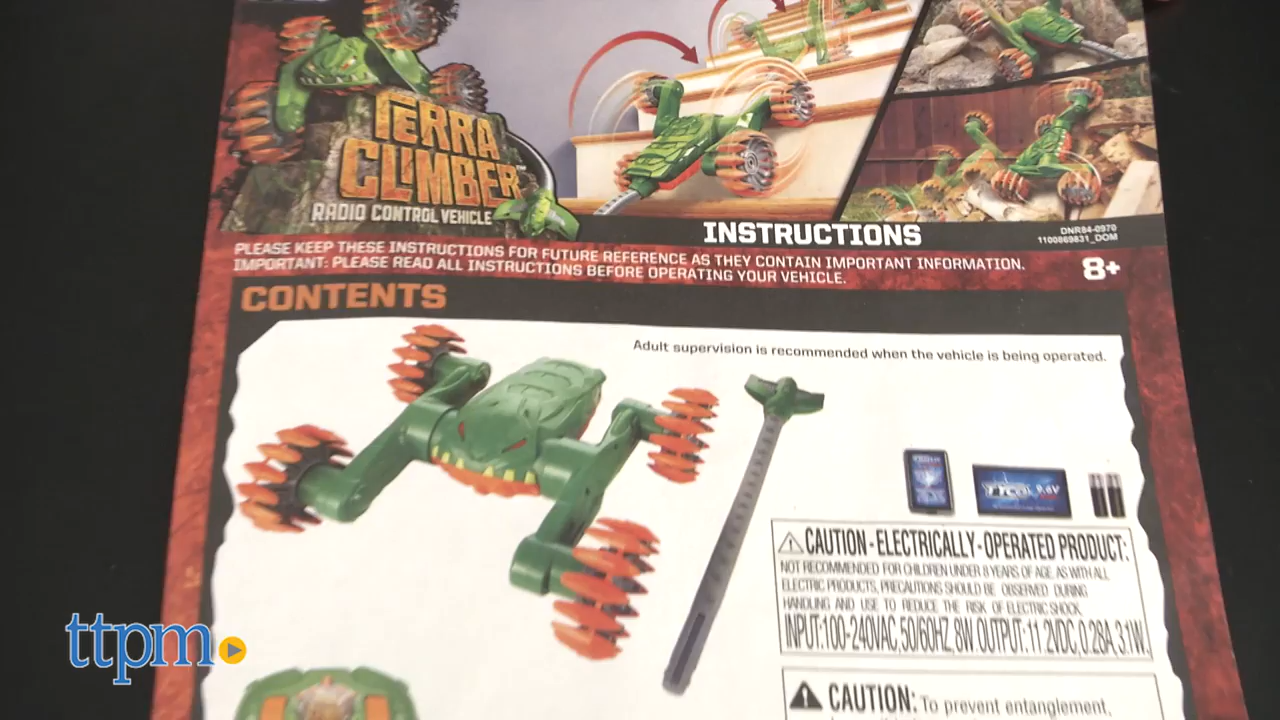 TERRA
CLIMBER™
RADIO CONTROL VEHICLE
INSTRUCTIONS
DNR84-0970
1100869831_DOM
PLEASE KEEP THESE INSTRUCTIONS FOR FUTURE REFERENCE AS THEY CONTAIN IMPORTANT INFORMATION.
IMPORTANT: PLEASE READ ALL INSTRUCTIONS BEFORE OPERATING YOUR VEHICLE.
8+
CONTENTS
Adult supervision is recommended when the vehicle is being operated.
TYCO 9.6V
CAUTION - ELECTRICALLY-OPERATED PRODUCT:
NOT RECOMMENDED FOR CHILDREN UNDER 8 YEARS OF AGE. AS WITH ALL
ELECTRIC PRODUCTS, PRECAUTIONS SHOULD BE OBSERVED DURING
HANDLING AND USE TO REDUCE THE RISK OF ELECTRIC SHOCK.
INPUT:100-240VAC, 50/60HZ, 8W OUTPUT: 11.2VDC, 0.28A 3.1W.
CAUTION: To prevent entanglement,
ttpm